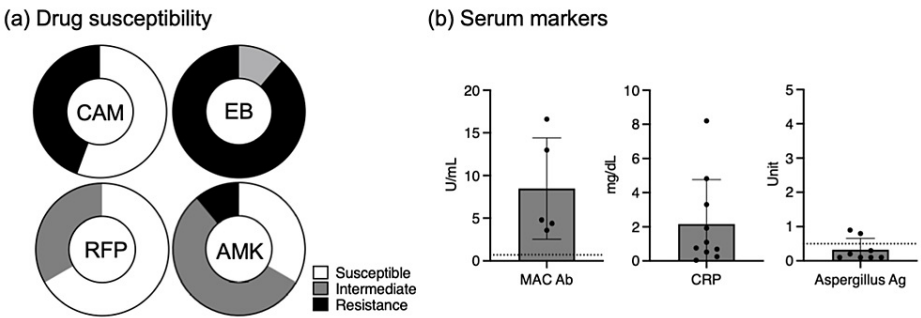 (a) Drug susceptibility
CAM
EB
RFP
AMK
Susceptible
Intermediate
Resistance
(b) Serum markers
U/mL
20
15
10
5
0
MAC Ab
mg/dL
10
8
6
4
2
0
CRP
Unit
5
4
3
2
1
0
Aspergillus Ag